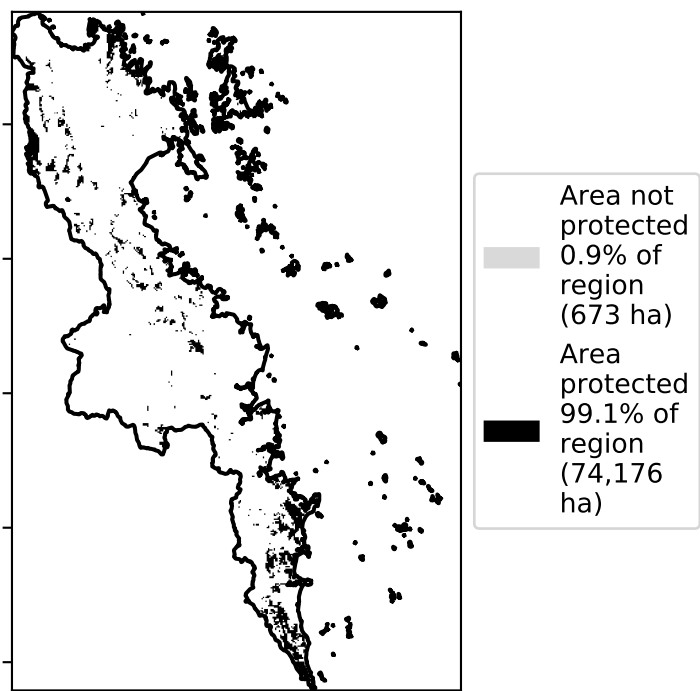 Area not
protected
0.9% of
region
(673 ha)
Area
protected
99.1% of
region
(74,176
ha)